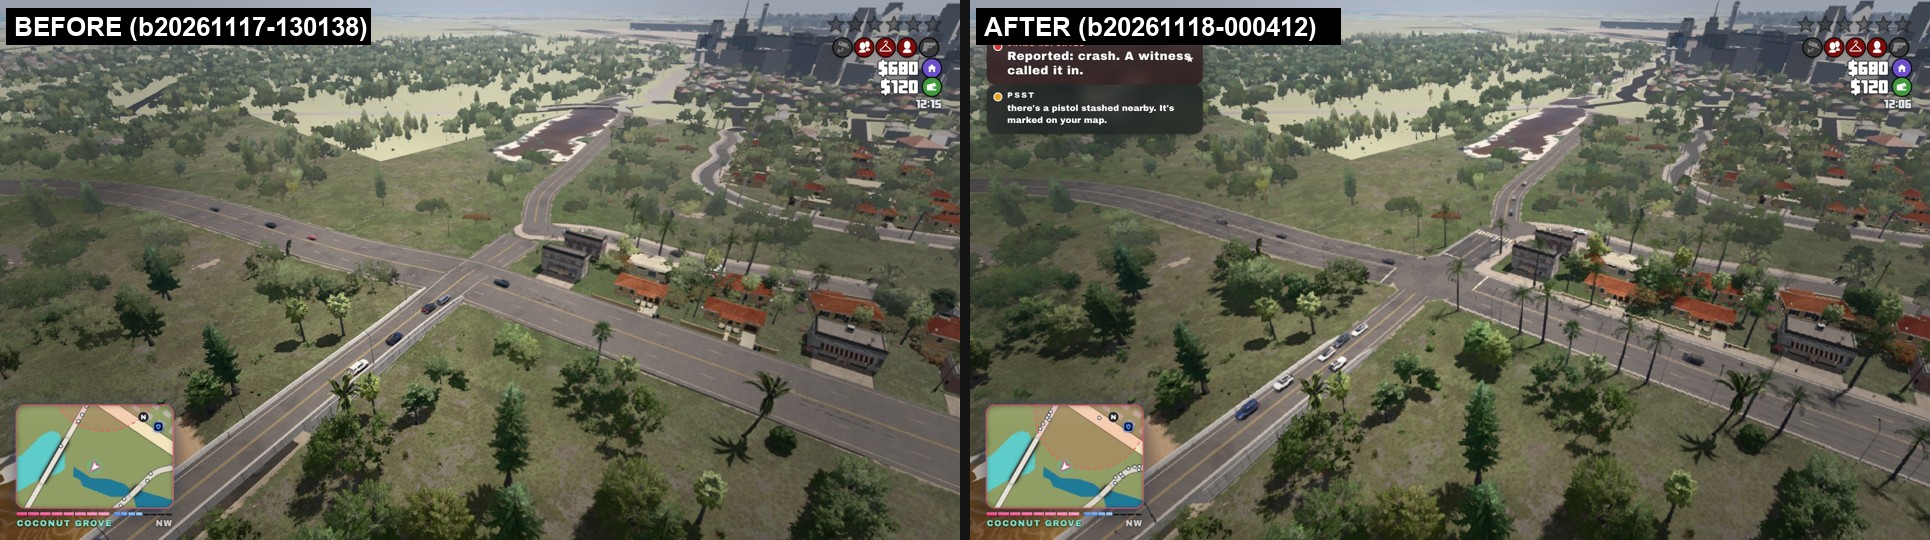 BEFORE (b20261117-130138)
$680
$120
12:15
N
COCONUT GROVE
NW
AFTER (b20261118-000412)
Reported: crash. A witness
called it in.
PSST
there's a pistol stashed nearby. It's
marked on your map.
$680
$120
12:06
N
COCONUT GROVE
NW